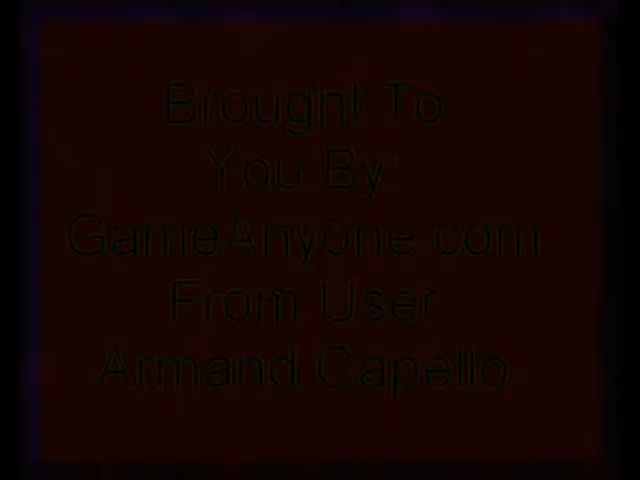 Brought To
You By:
GameAnyone.com
From User
Armand Capello